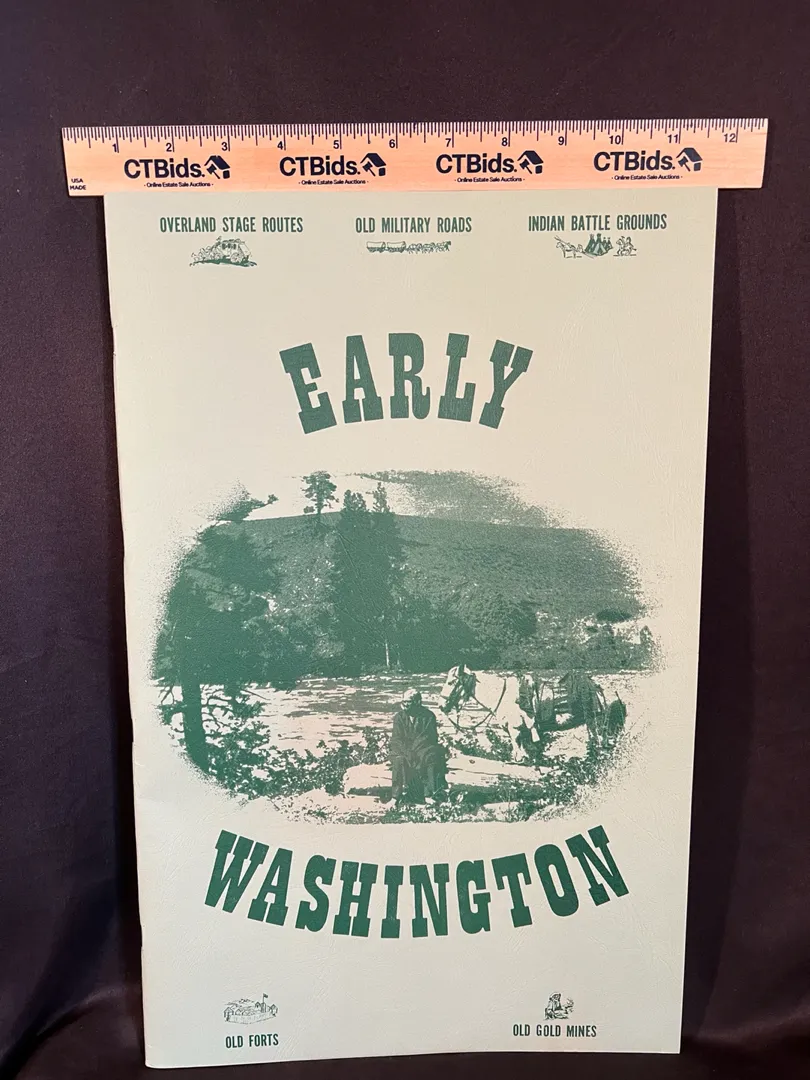 1 2 3 4 5 6 7 8 9 10 11 12
USA
MADE
CTBids. CTBids. CTBids. CTBids.
- Online Estate Sale Auctions - - Online Estate Sale Auctions - - Online Estate Sale Auctions - - Online Estate Sale Auctions -
OVERLAND STAGE ROUTES OLD MILITARY ROADS INDIAN BATTLE GROUNDS
EARLY
WASHINGTON
OLD FORTS OLD GOLD MINES